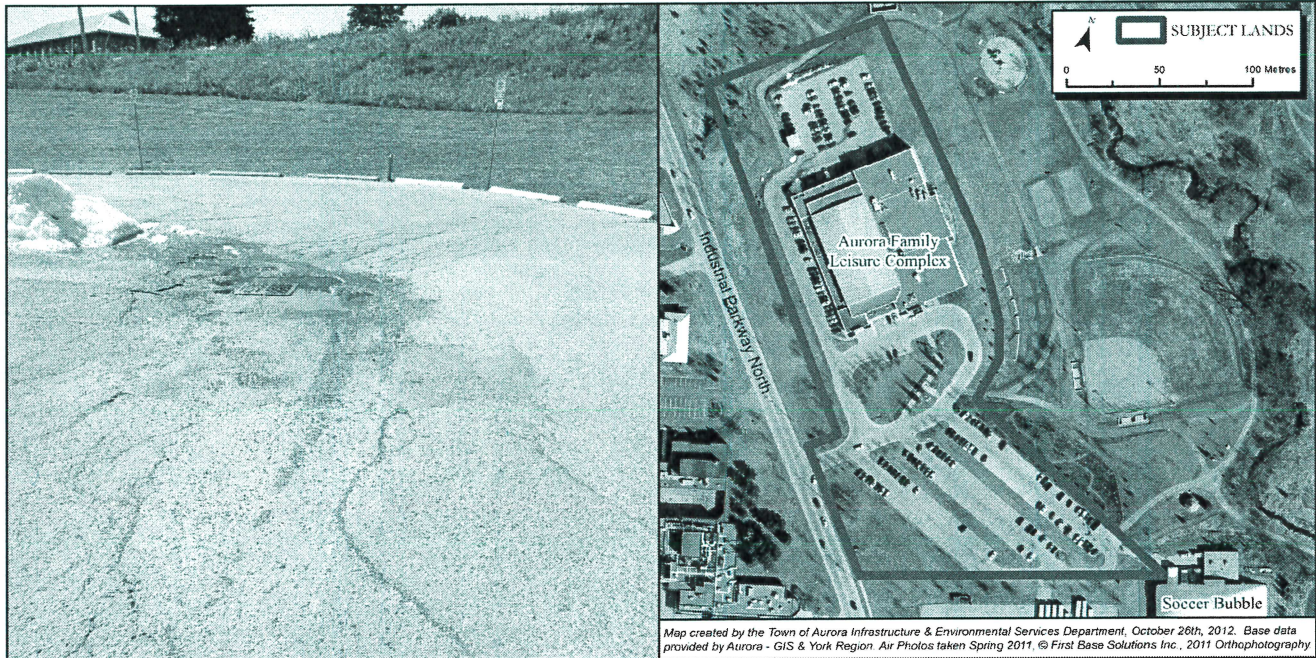 N
SUBJECT LANDS
0 50 100 Metres
Aurora Family
Leisure Complex
Industrial Parkway North
Soccer Bubble
Map created by the Town of Aurora Infrastructure & Environmental Services Department, October 26th, 2012. Base data
provided by Aurora - GIS & York Region. Air Photos taken Spring 2011, © First Base Solutions Inc., 2011 Orthophotography.